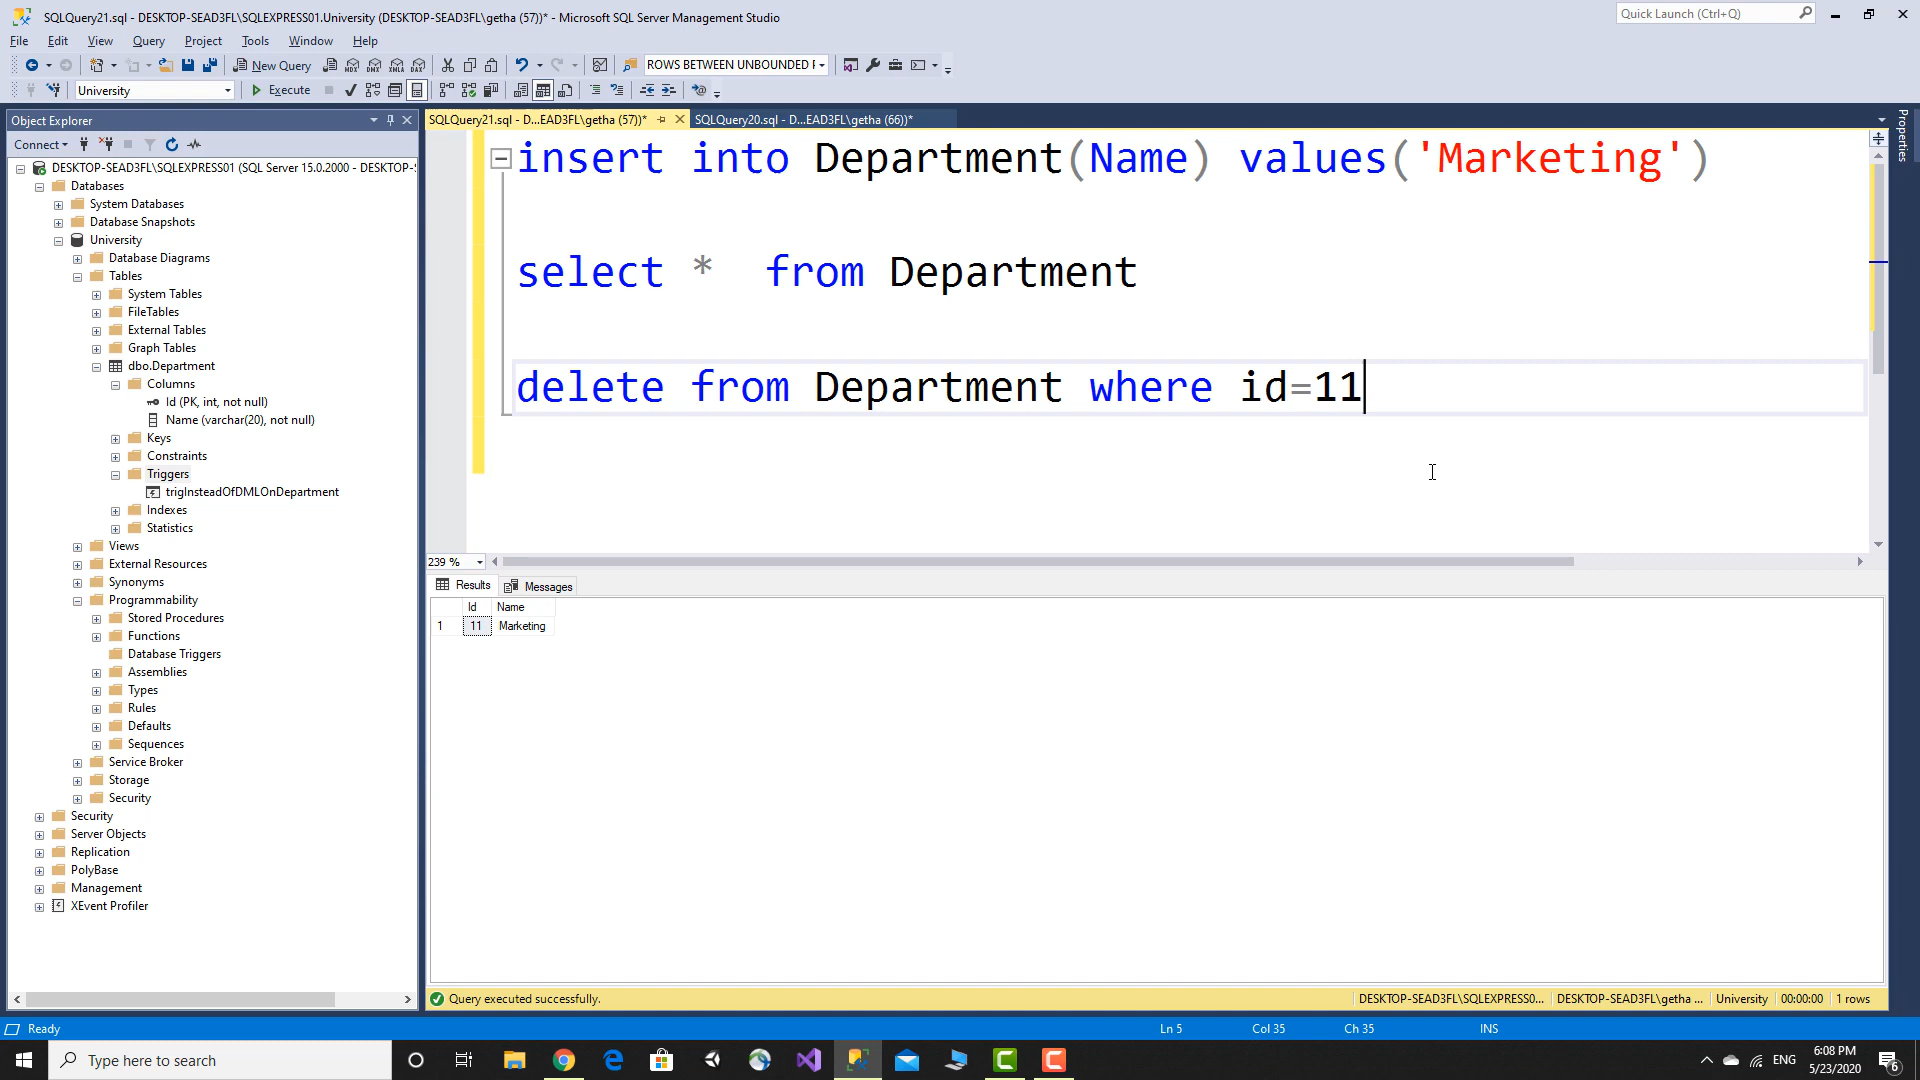 SQLQuery21.sql - DESKTOP-SEAD3FL\SQLEXPRESS01.University (DESKTOP-SEAD3FL\getha (57))* - Microsoft SQL Server Management Studio
Quick Launch (Ctrl+Q)
File Edit View Query Project Tools Window Help
New Query MDX DMX XMLA DAX ROWS BETWEEN UNBOUNDED
University Execute
Object Explorer
SQLQuery21.sql - D...EAD3FL\getha (57))* SQLQuery20.sql - D...EAD3FL\getha (66))*
Properties
Connect
DESKTOP-SEAD3FL\SQLEXPRESS01 (SQL Server 15.0.2000 - DESKTOP-
Databases
System Databases
Database Snapshots
University
Database Diagrams
Tables
System Tables
FileTables
External Tables
Graph Tables
dbo.Department
Columns
Id (PK, int, not null)
Name (varchar(20), not null)
Keys
Constraints
Triggers
trigInsteadOfDMLOnDepartment
Indexes
Statistics
Views
External Resources
Synonyms
Programmability
Stored Procedures
Functions
Database Triggers
Assemblies
Types
Rules
Defaults
Sequences
Service Broker
Storage
Security
Security
Server Objects
Replication
PolyBase
Management
XEvent Profiler
insert into Department(Name) values('Marketing')
select * from Department
delete from Department where id=11
239 %
Results Messages
Id Name
1 11 Marketing
Query executed successfully.
DESKTOP-SEAD3FL\SQLEXPRESS0... DESKTOP-SEAD3FL\getha ... University 00:00:00 1 rows
Ready Ln 5 Col 35 Ch 35 INS
Type here to search
ENG
6:08 PM
5/23/2020
6